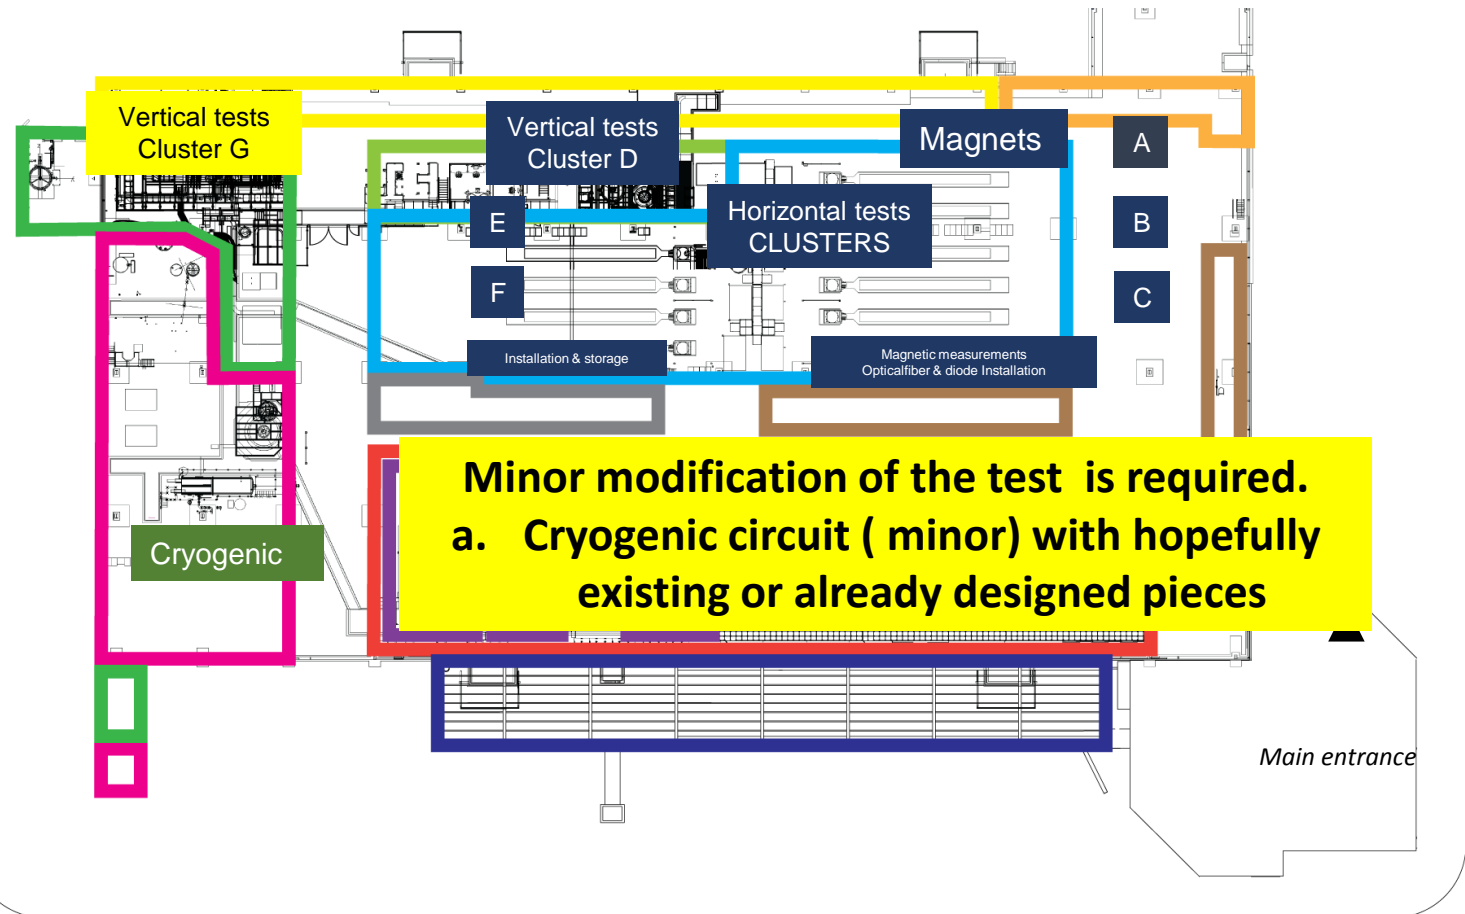 Vertical tests
Cluster G
Vertical tests
Cluster D
Magnets
A
E
Horizontal tests
CLUSTERS
B
F
C
Installation & storage
Magnetic measurements
Opticalfiber & diode Installation
Minor modification of the test  is required.
a. Cryogenic circuit ( minor) with hopefully
existing or already designed pieces
Cryogenic
Main entrance